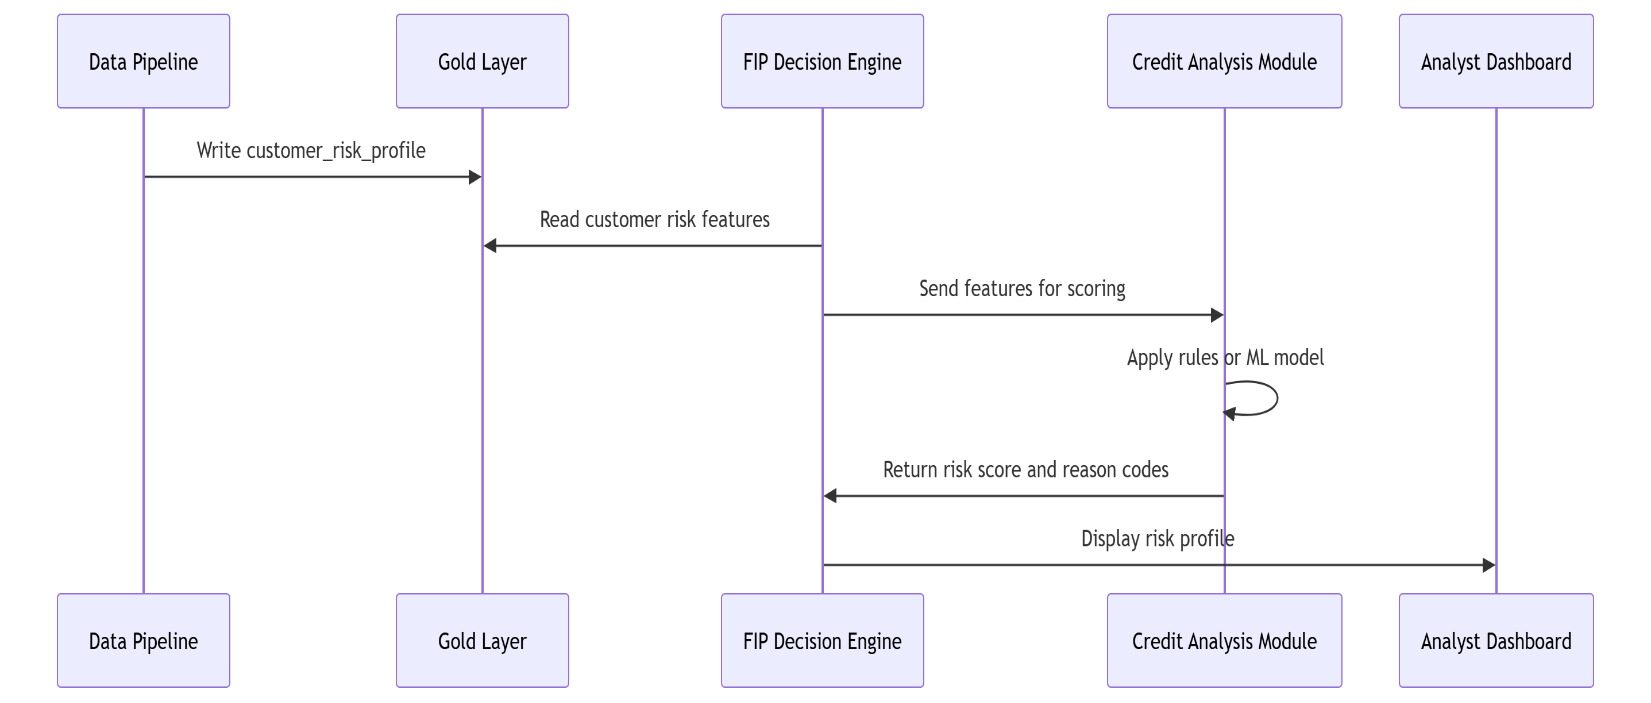 Data Pipeline
Gold Layer
FIP Decision Engine
Credit Analysis Module
Analyst Dashboard
Write customer_risk_profile
Read customer risk features
Send features for scoring
Apply rules or ML model
Return risk score and reason codes
Display risk profile
Data Pipeline
Gold Layer
FIP Decision Engine
Credit Analysis Module
Analyst Dashboard